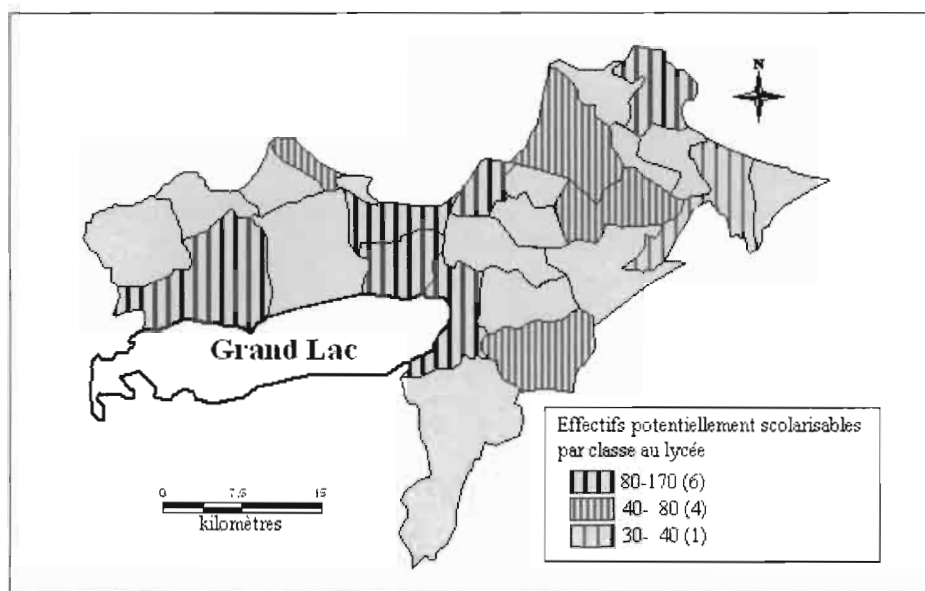 N
Grand Lac
Effectifs potentiellement scolarisables
par classe au lycée
80-170 (6)
40- 80 (4)
30- 40 (1)
0 7,5 15
kilomètres